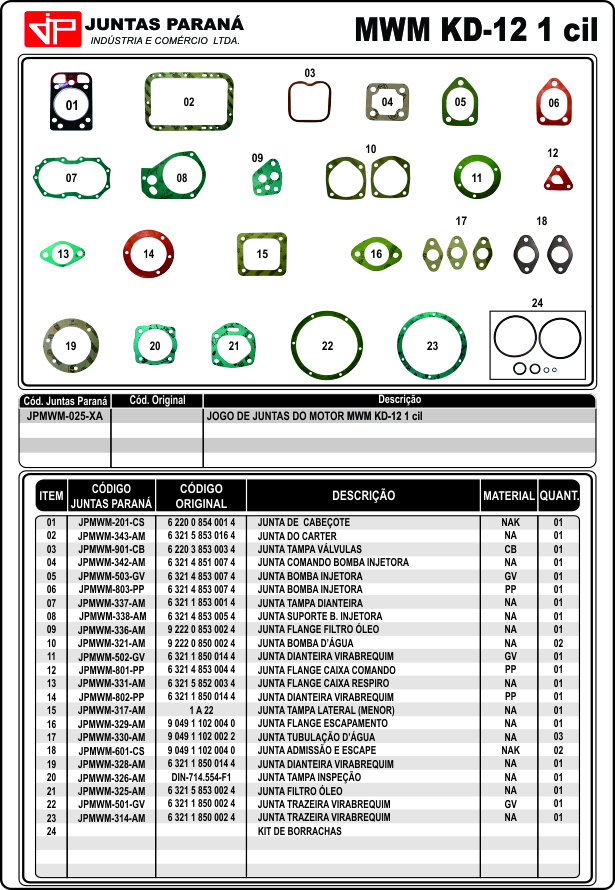 JP
JUNTAS PARANÁ
INDÚSTRIA E COMÉRCIO LTDA.
MWM KD-12 1 cil
01
02
03
04
05
06
07
08
09
10
11
12
13
14
15
16
17
18
19
20
21
22
23
24
Cód. Juntas Paraná Cód. Original Descrição
JPMWM-025-XA JOGO DE JUNTAS DO MOTOR MWM KD-12 1 cil
ITEM CÓDIGO JUNTAS PARANÁ CÓDIGO ORIGINAL DESCRIÇÃO MATERIAL QUANT.
01 JPMWM-201-CS 6 220 0 854 001 4 JUNTA DE CABEÇOTE NAK 01
02 JPMWM-343-AM 6 321 5 853 016 4 JUNTA DO CARTER NA 01
03 JPMWM-901-CB 6 220 3 853 003 4 JUNTA TAMPA VÁLVULAS CB 01
04 JPMWM-342-AM 6 321 4 851 007 4 JUNTA COMANDO BOMBA INJETORA NA 01
05 JPMWM-503-GV 6 321 4 853 007 4 JUNTA BOMBA INJETORA GV 01
06 JPMWM-803-PP 6 321 4 853 007 4 JUNTA BOMBA INJETORA PP 01
07 JPMWM-337-AM 6 321 1 853 001 4 JUNTA TAMPA DIANTEIRA NA 01
08 JPMWM-338-AM 6 321 4 853 005 4 JUNTA SUPORTE B. INJETORA NA 01
09 JPMWM-336-AM 9 222 0 853 002 4 JUNTA FLANGE FILTRO ÓLEO NA 01
10 JPMWM-321-AM 9 222 0 850 002 4 JUNTA BOMBA D'ÁGUA NA 02
11 JPMWM-502-GV 6 321 1 850 014 4 JUNTA DIANTEIRA VIRABREQUIM GV 01
12 JPMWM-801-PP 6 321 4 853 004 4 JUNTA FLANGE CAIXA COMANDO PP 01
13 JPMWM-331-AM 6 321 5 852 003 4 JUNTA FLANGE CAIXA RESPIRO NA 01
14 JPMWM-802-PP 6 321 1 850 014 4 JUNTA DIANTEIRA VIRABREQUIM PP 01
15 JPMWM-317-AM 1 A 22 JUNTA TAMPA LATERAL (MENOR) NA 01
16 JPMWM-329-AM 9 049 1 102 004 0 JUNTA FLANGE ESCAPAMENTO NA 01
17 JPMWM-330-AM 9 049 1 102 002 2 JUNTA TUBULAÇÃO D'ÁGUA NA 03
18 JPMWM-601-CS 9 049 1 102 004 0 JUNTA ADMISSÃO E ESCAPE NAK 02
19 JPMWM-328-AM 6 321 1 850 014 4 JUNTA DIANTEIRA VIRABREQUIM NA 01
20 JPMWM-326-AM DIN-714.554-F1 JUNTA TAMPA INSPEÇÃO NA 01
21 JPMWM-325-AM 6 321 5 853 002 4 JUNTA FILTRO ÓLEO NA 01
22 JPMWM-501-GV 6 321 1 850 002 4 JUNTA TRAZEIRA VIRABREQUIM GV 01
23 JPMWM-314-AM 6 321 1 850 002 4 JUNTA TRAZEIRA VIRABREQUIM NA 01
24 KIT DE BORRACHAS